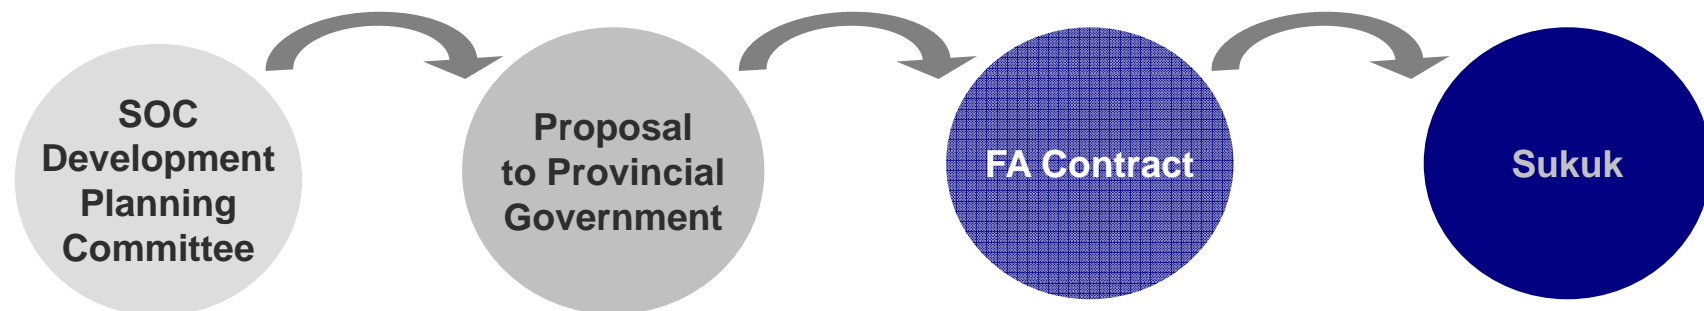 SOC
Development
Planning
Committee
Proposal
to Provincial
Government
FA Contract
Sukuk